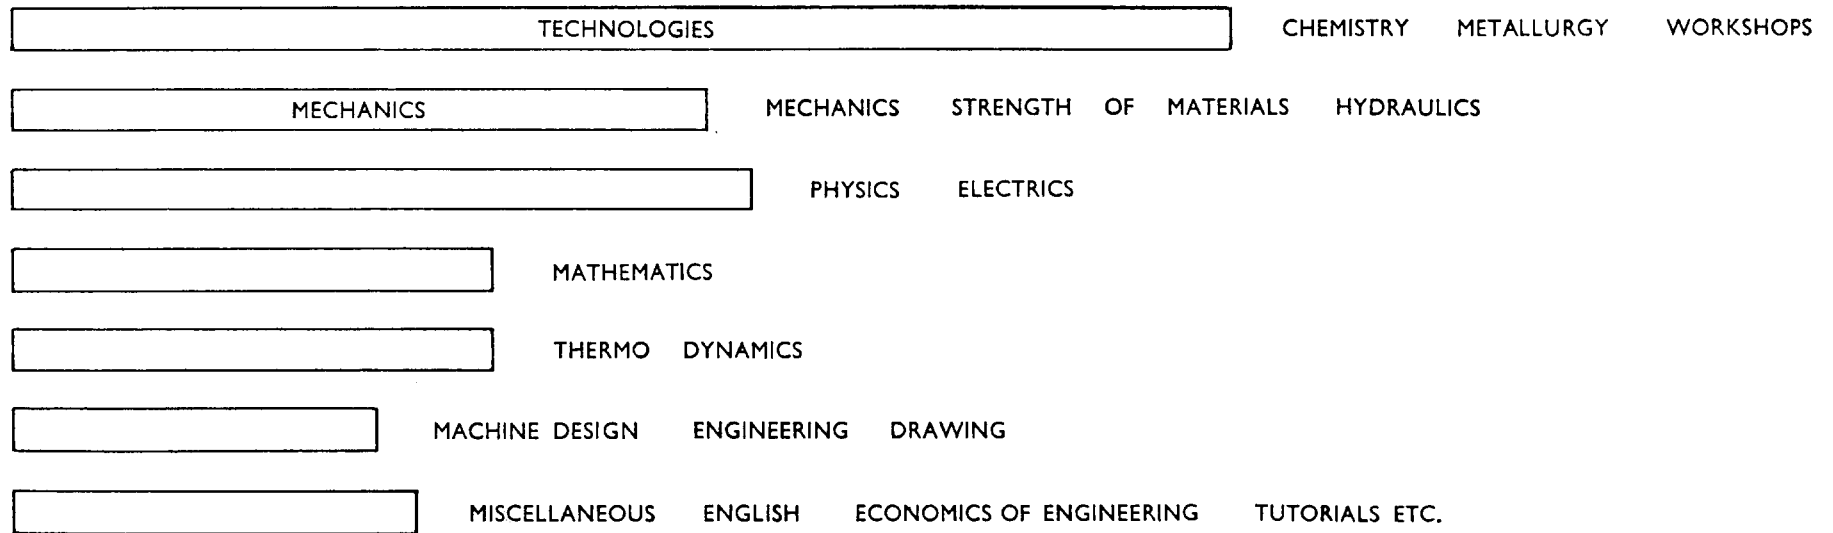 TECHNOLOGIES CHEMISTRY METALLURGY WORKSHOPS
MECHANICS MECHANICS STRENGTH OF MATERIALS HYDRAULICS
PHYSICS ELECTRICS
MATHEMATICS
THERMO DYNAMICS
MACHINE DESIGN ENGINEERING DRAWING
MISCELLANEOUS ENGLISH ECONOMICS OF ENGINEERING TUTORIALS ETC.